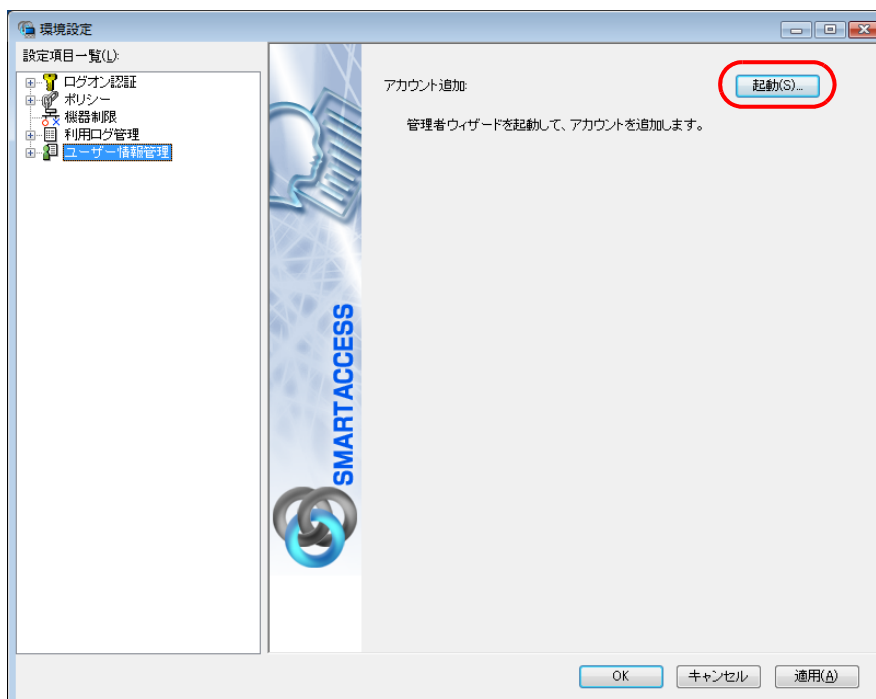 環境設定
設定項目一覧(L):
ログオン認証
ポリシー
機器制限
利用ログ管理
ユーザー情報管理
アカウント追加:
起動(S)...
管理者ウィザードを起動して、アカウントを追加します。
SMARTACCESS
OK
キャンセル
適用(A)